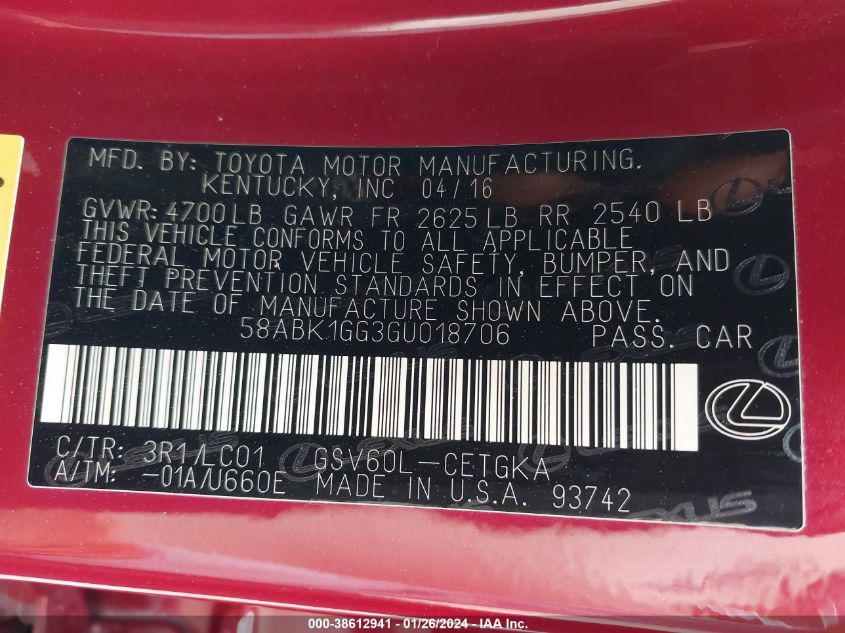 MFD. BY: TOYOTA MOTOR MANUFACTURING.
KENTUCKY, INC 04/16
GVWR: 4700LB GAWR FR 2625LB RR 2540 LB
THIS VEHICLE CONFORMS TO ALL APPLICABLE
FEDERAL MOTOR VEHICLE SAFETY, BUMPER, AND
THEFT PREVENTION STANDARDS IN EFFECT ON
THE DATE OF MANUFACTURE SHOWN ABOVE.
58ABK1GG3GU018706 PASS. CAR
C/TR: 3R1/LC01 GSV60L-CETGKA
A/TM: -01A/U660E MADE IN U.S.A. 93742
LEXUS
000-38612941 - 01/26/2024 - IAA Inc.